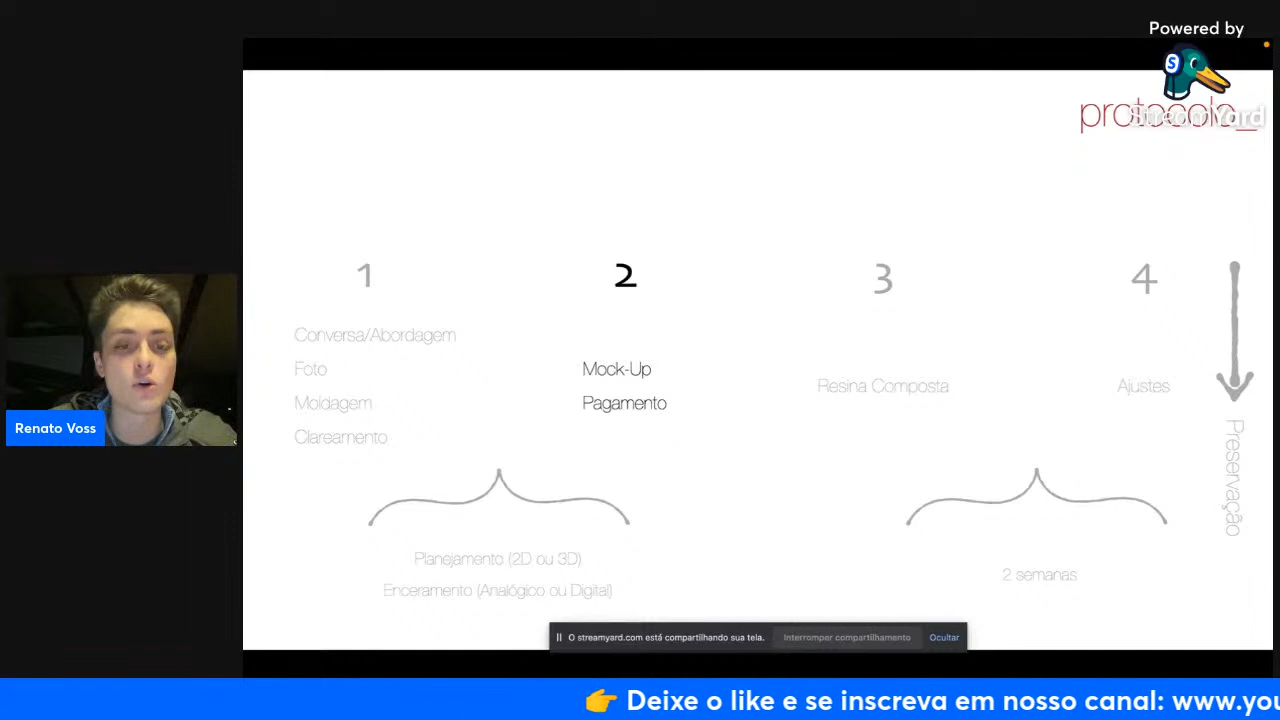 Powered by
StreamYard
protocolo_
1
2
3
4
Conversa/Abordagem
Foto
Moldagem
Clareamento
Mock-Up
Pagamento
Resina Composta
Ajustes
Preservação
Renato Voss
Planejamento (2D ou 3D)
Enceramento (Analógico ou Digital)
2 semanas
O streamyard.com está compartilhando sua tela.
Interromper compartilhamento
Ocultar
👉 Deixe o like e se inscreva em nosso canal: www.you